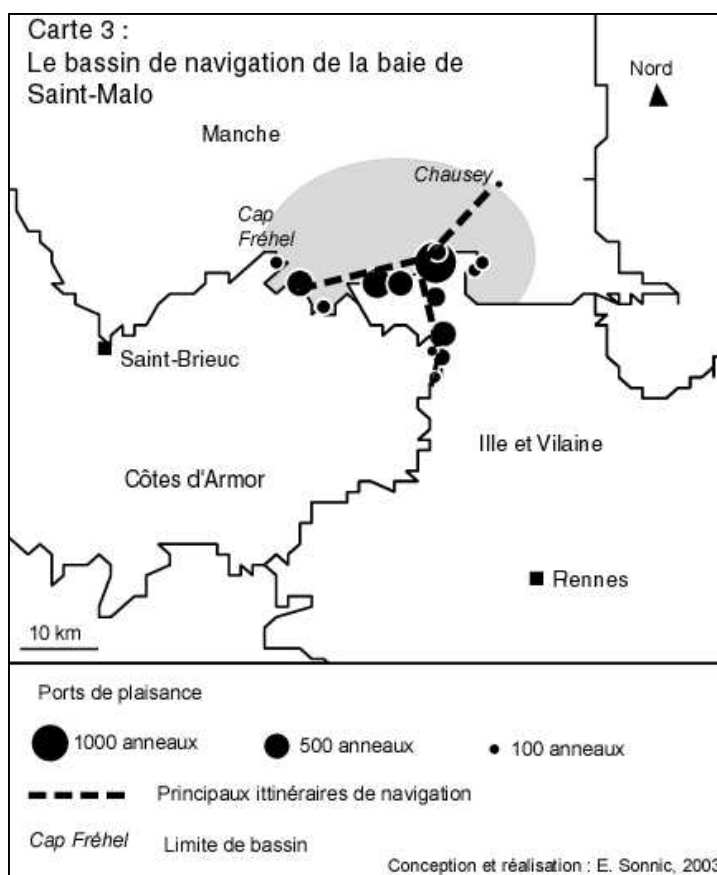 Carte 3 :
Le bassin de navigation de la baie de
Saint-Malo
Nord
Manche
Chausey
Cap
Fréhel
Saint-Brieuc
Ille et Vilaine
Côtes d'Armor
Rennes
10 km
Ports de plaisance
1000 anneaux
500 anneaux
100 anneaux
Principaux ittinéraires de navigation
Cap Fréhel
Limite de bassin
Conception et réalisation : E. Sonnic, 2003